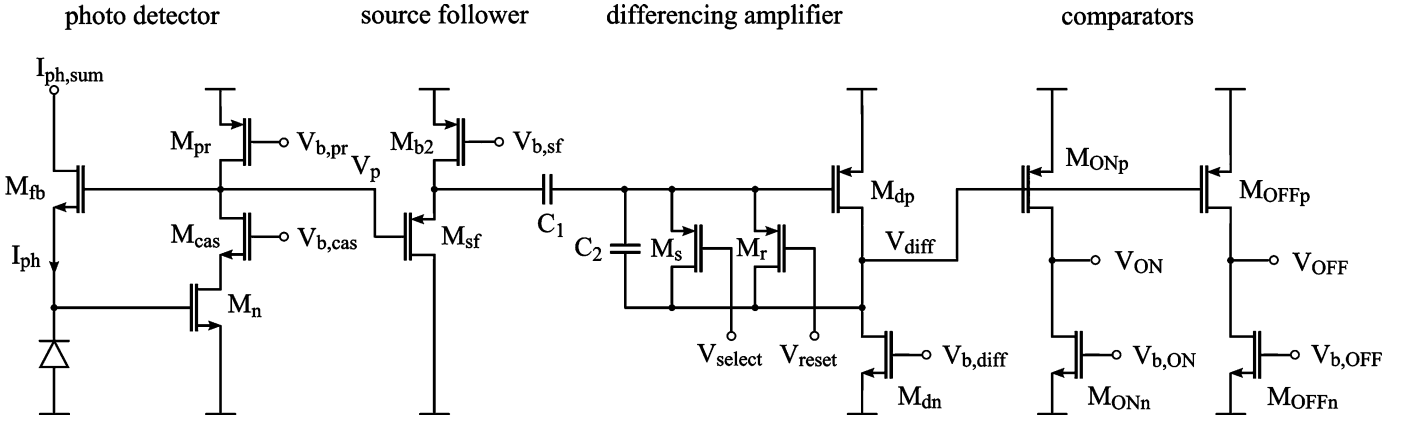 photo detector source follower differencing amplifier comparators
I_ph,sum
M_pr V_b,pr M_b2 V_b,sf
M_fb V_p M_dp M_ONp M_OFFp
M_cas V_b,cas M_sf C_1
I_ph C_2 M_s M_r V_diff V_ON V_OFF
M_n
V_select V_reset V_b,diff V_b,ON V_b,OFF
M_dn M_ONn M_OFFn